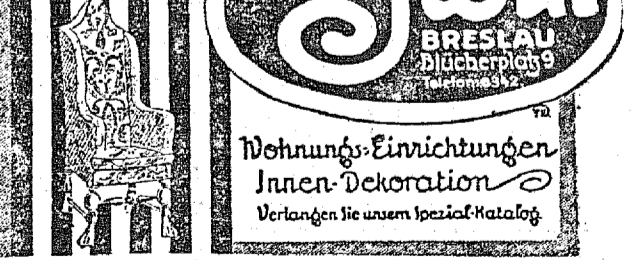 BRESLAU
Blücherplatz 9
Wohnungs-Einrichtungen
Innen-Dekoration
Verlangen Sie unsern Spezial-Katalog